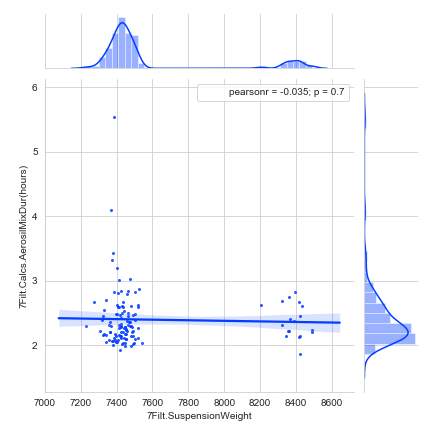 pearsonr = -0.035; p = 0.7
6
5
4
3
2
7Filt.Calcs.AerosilMixDur(hours)
7000 7200 7400 7600 7800 8000 8200 8400 8600
7Filt.SuspensionWeight